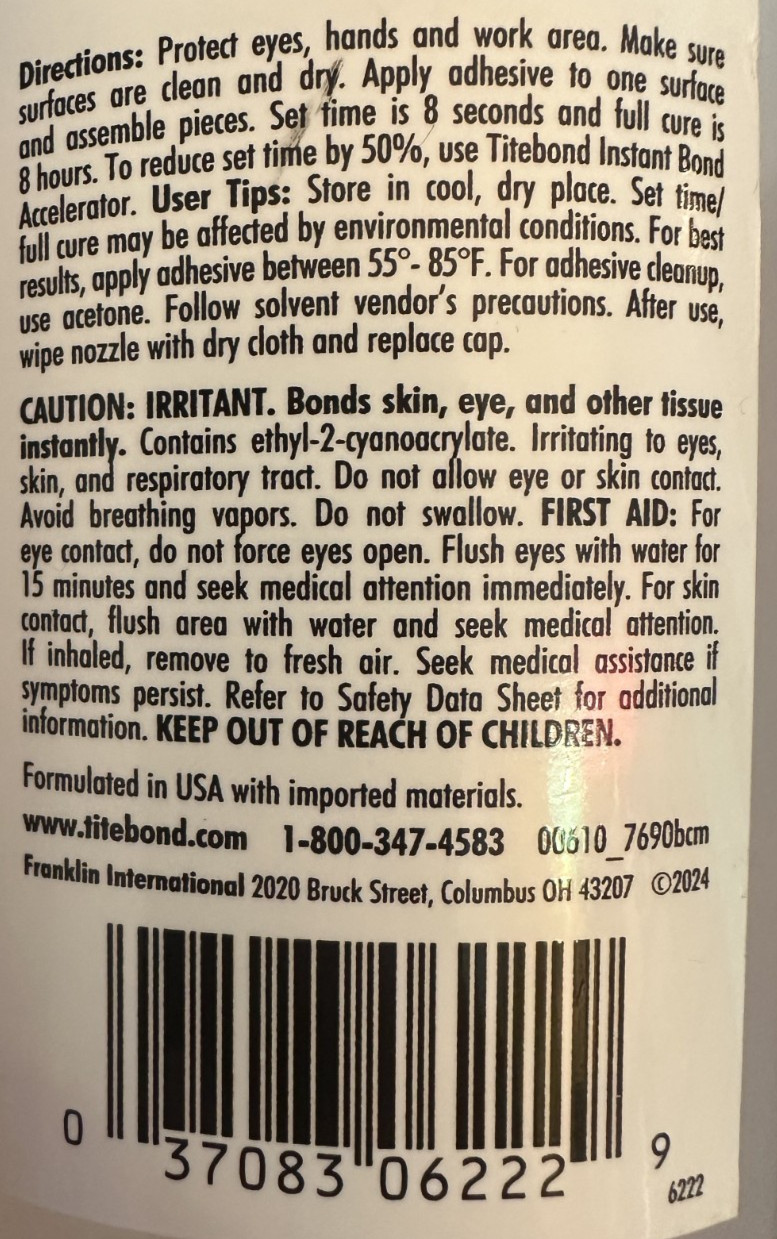 Directions: Protect eyes, hands and work area. Make sure
surfaces are clean and dry. Apply adhesive to one surface
and assemble pieces. Set time is 8 seconds and full cure is
8 hours. To reduce set time by 50%, use Titebond Instant Bond
Accelerator. User Tips: Store in cool, dry place. Set time/
full cure may be affected by environmental conditions. For best
results, apply adhesive between 55°- 85°F. For adhesive cleanup,
use acetone. Follow solvent vendor's precautions. After use,
wipe nozzle with dry cloth and replace cap.
CAUTION: IRRITANT. Bonds skin, eye, and other tissue
instantly. Contains ethyl-2-cyanoacrylate. Irritating to eyes,
skin, and respiratory tract. Do not allow eye or skin contact.
Avoid breathing vapors. Do not swallow. FIRST AID: For
eye contact, do not force eyes open. Flush eyes with water for
15 minutes and seek medical attention immediately. For skin
contact, flush area with water and seek medical attention.
If inhaled, remove to fresh air. Seek medical assistance if
symptoms persist. Refer to Safety Data Sheet for additional
information. KEEP OUT OF REACH OF CHILDREN.
Formulated in USA with imported materials.
www.titebond.com 1-800-347-4583 00610_7690bcm
Franklin International 2020 Bruck Street, Columbus OH 43207 ©2024
0 37083 06222 9
6222